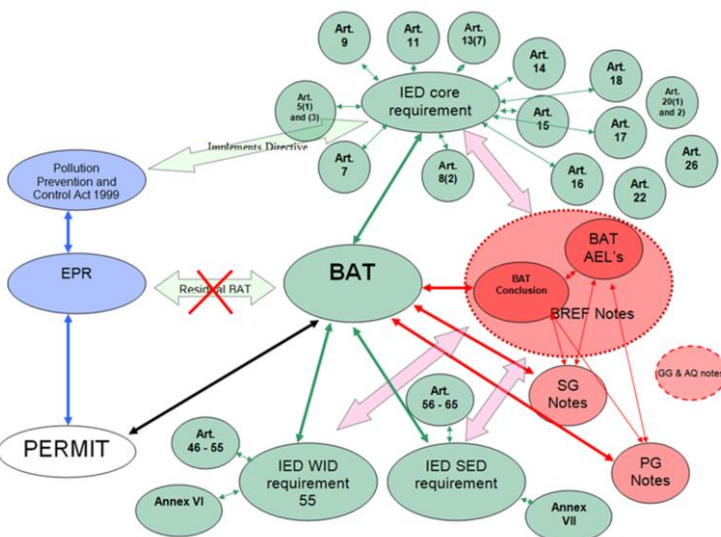 Art.
9
Art.
11
Art.
13(7)
Art.
14
Art.
18
Art.
20(1)
and 2)
Art.
5(1)
and (3)
IED core
requirement
Art.
15
Art.
17
Art.
26
Art.
7
Art.
8(2)
Art.
16
Art.
22
Implements Directive
Pollution
Prevention and
Control Act 1999
EPR
Residual BAT
BAT
BAT
AEL's
BAT
Conclusion
BREF Notes
GG & AQ notes
SG
Notes
PG
Notes
PERMIT
Art.
46 - 55
Art.
56 - 65
IED WID
requirement
55
IED SED
requirement
Annex VI
Annex
VII